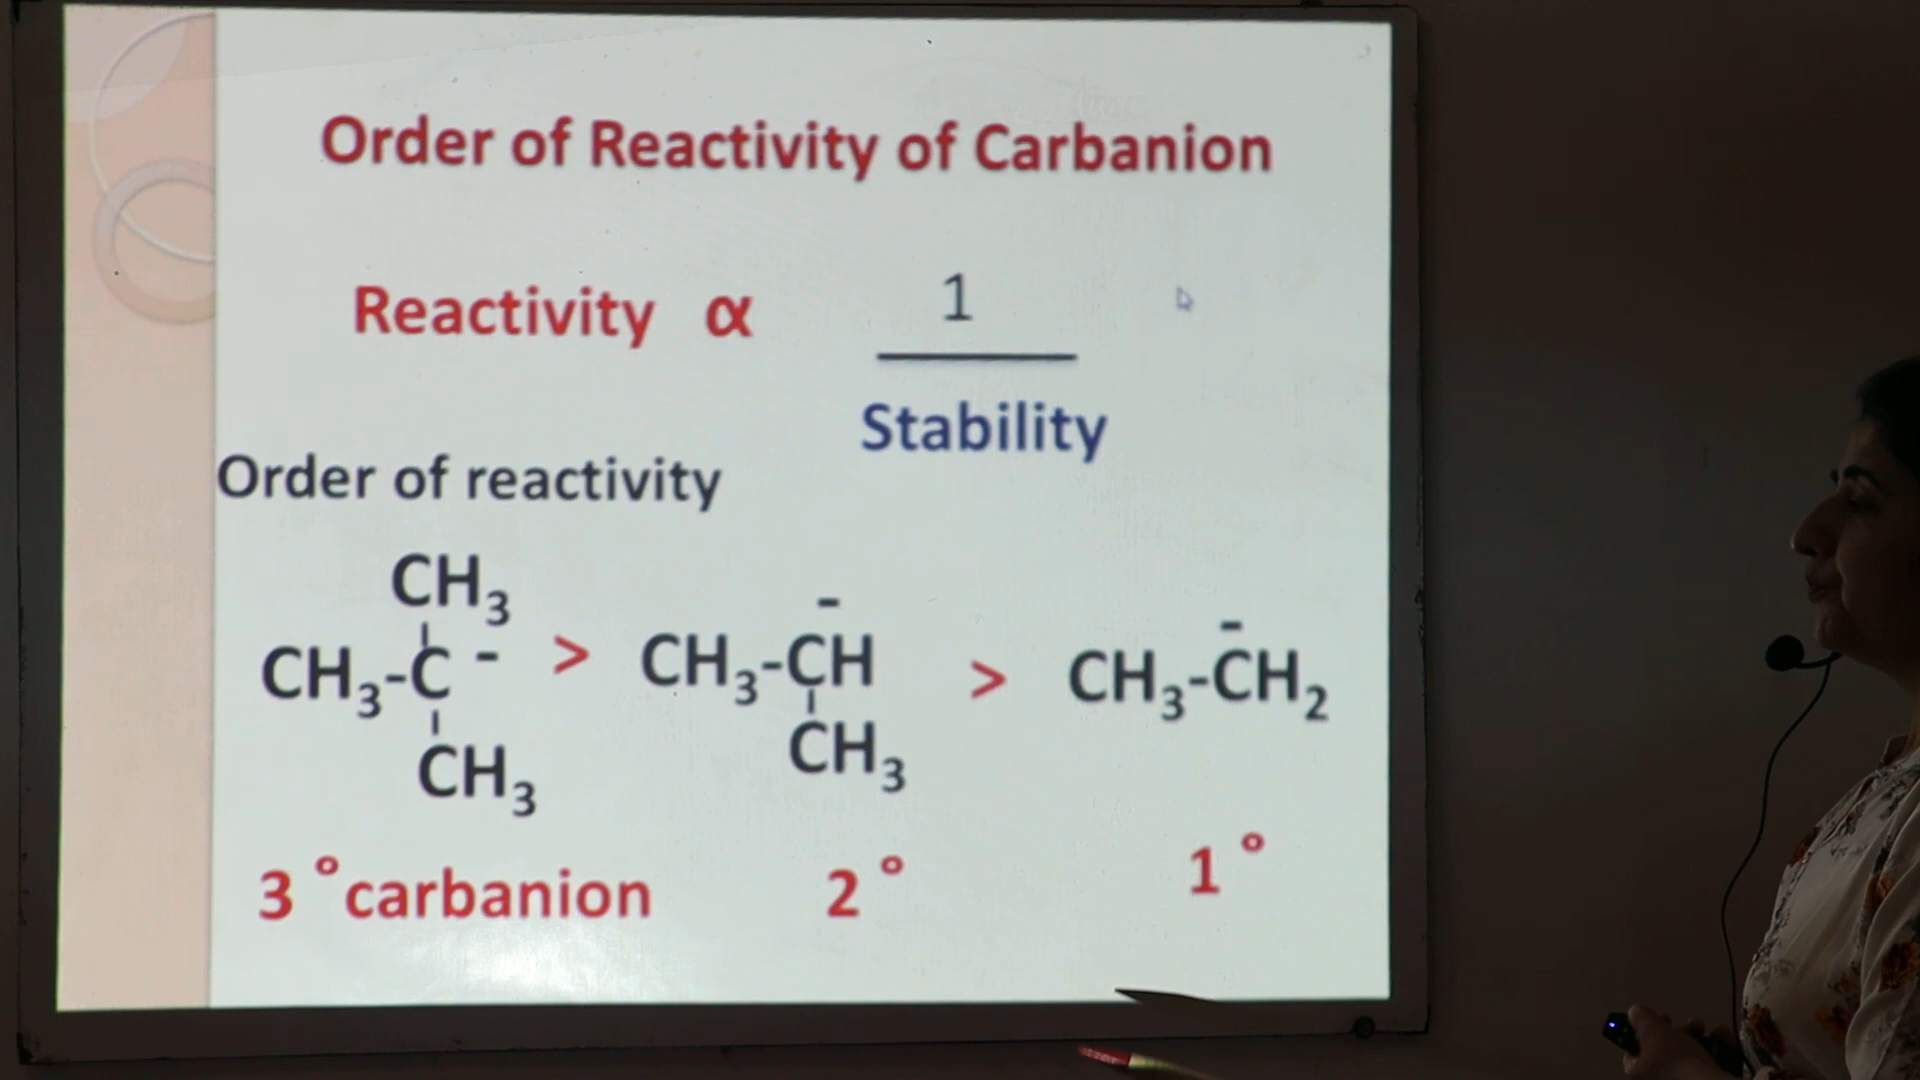 Order of Reactivity of Carbanion
Reactivity α 1
Stability
Order of reactivity
CH₃
CH₃-C - > CH₃-CH > CH₃-CH₂
CH₃ CH₃
3 °carbanion 2 ° 1 °